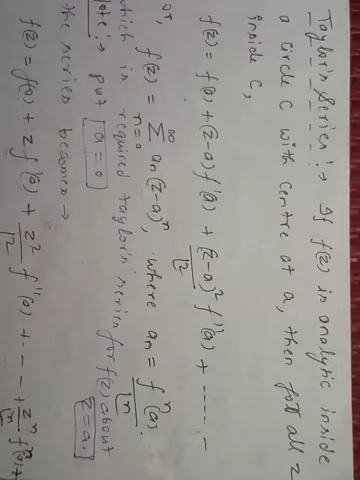 Taylor's Series :→ If f(z) is analytic inside
a circle C with centre at a, then for all z
inside C,
f(z) = f(a) + (z-a)f'(a) + (z-a)²/|2 f''(a) + -----
or, f(z) = ∞Σn=0 an(z-a)ⁿ, where an = fⁿ(a)/|n.
which is required taylor's series for f(z) about z=a.
Note:→ put a=0
the series becomes →
f(z) = f(0) + z f'(0) + z²/|2 f''(0) + --- + zⁿ/|n fⁿ(0) +